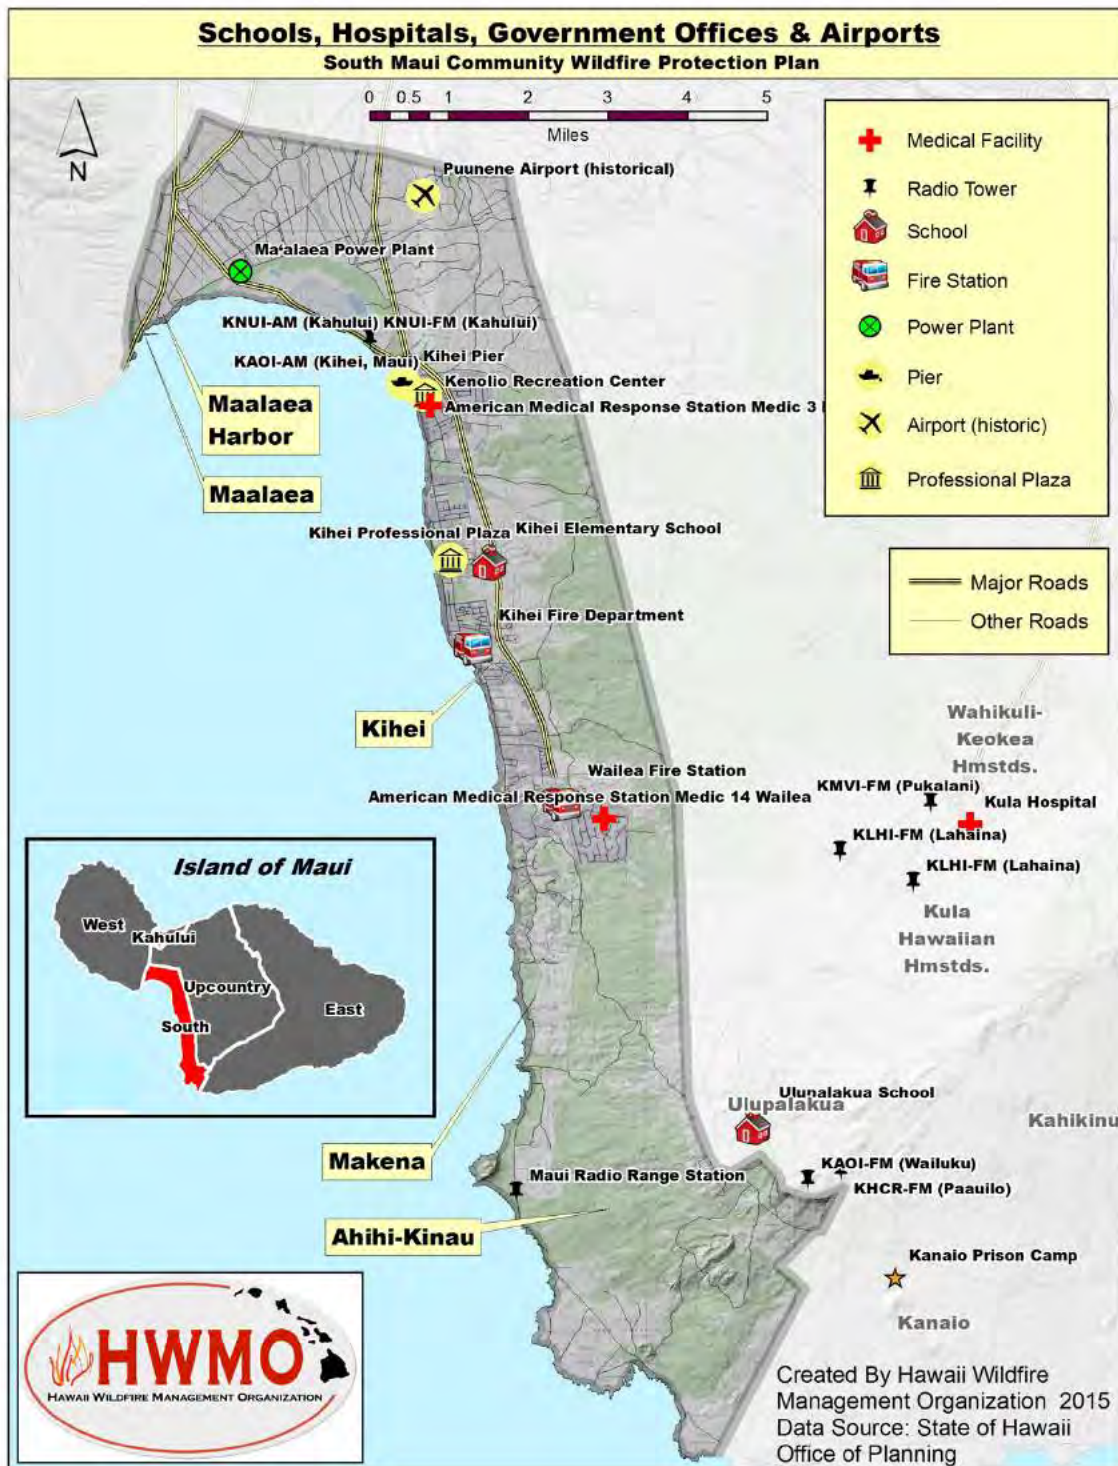 Schools, Hospitals, Government Offices & Airports
South Maui Community Wildfire Protection Plan
0 0.5 1 2 3 4 5
Miles
N
Medical Facility
Radio Tower
School
Fire Station
Power Plant
Pier
Airport (historic)
Professional Plaza
Major Roads
Other Roads
Puunene Airport (historical)
Ma'alaea Power Plant
KNUI-AM (Kahului) KNUI-FM (Kahului)
KAOI-AM (Kihei, Maui)
Kihei Pier
Kenolio Recreation Center
American Medical Response Station Medic 3
Maalaea
Harbor
Maalaea
Kihei Professional Plaza
Kihei Elementary School
Kihei Fire Department
Kihei
Wailea Fire Station
American Medical Response Station Medic 14 Wailea
Wahikuli-
Keokea
Hmstds.
KMVI-FM (Pukalani)
Kula Hospital
KLHI-FM (Lahaina)
KLHI-FM (Lahaina)
Kula
Hawaiian
Hmstds.
Island of Maui
West
Kahului
Upcountry
East
South
Ulupalakua School
Ulupalakua
Kahikinu
Makena
Maui Radio Range Station
KAOI-FM (Wailuku)
KHCR-FM (Paauilo)
Ahihi-Kinau
Kanaio Prison Camp
Kanaio
HWMO
HAWAII WILDFIRE MANAGEMENT ORGANIZATION
Created By Hawaii Wildfire
Management Organization 2015
Data Source: State of Hawaii
Office of Planning